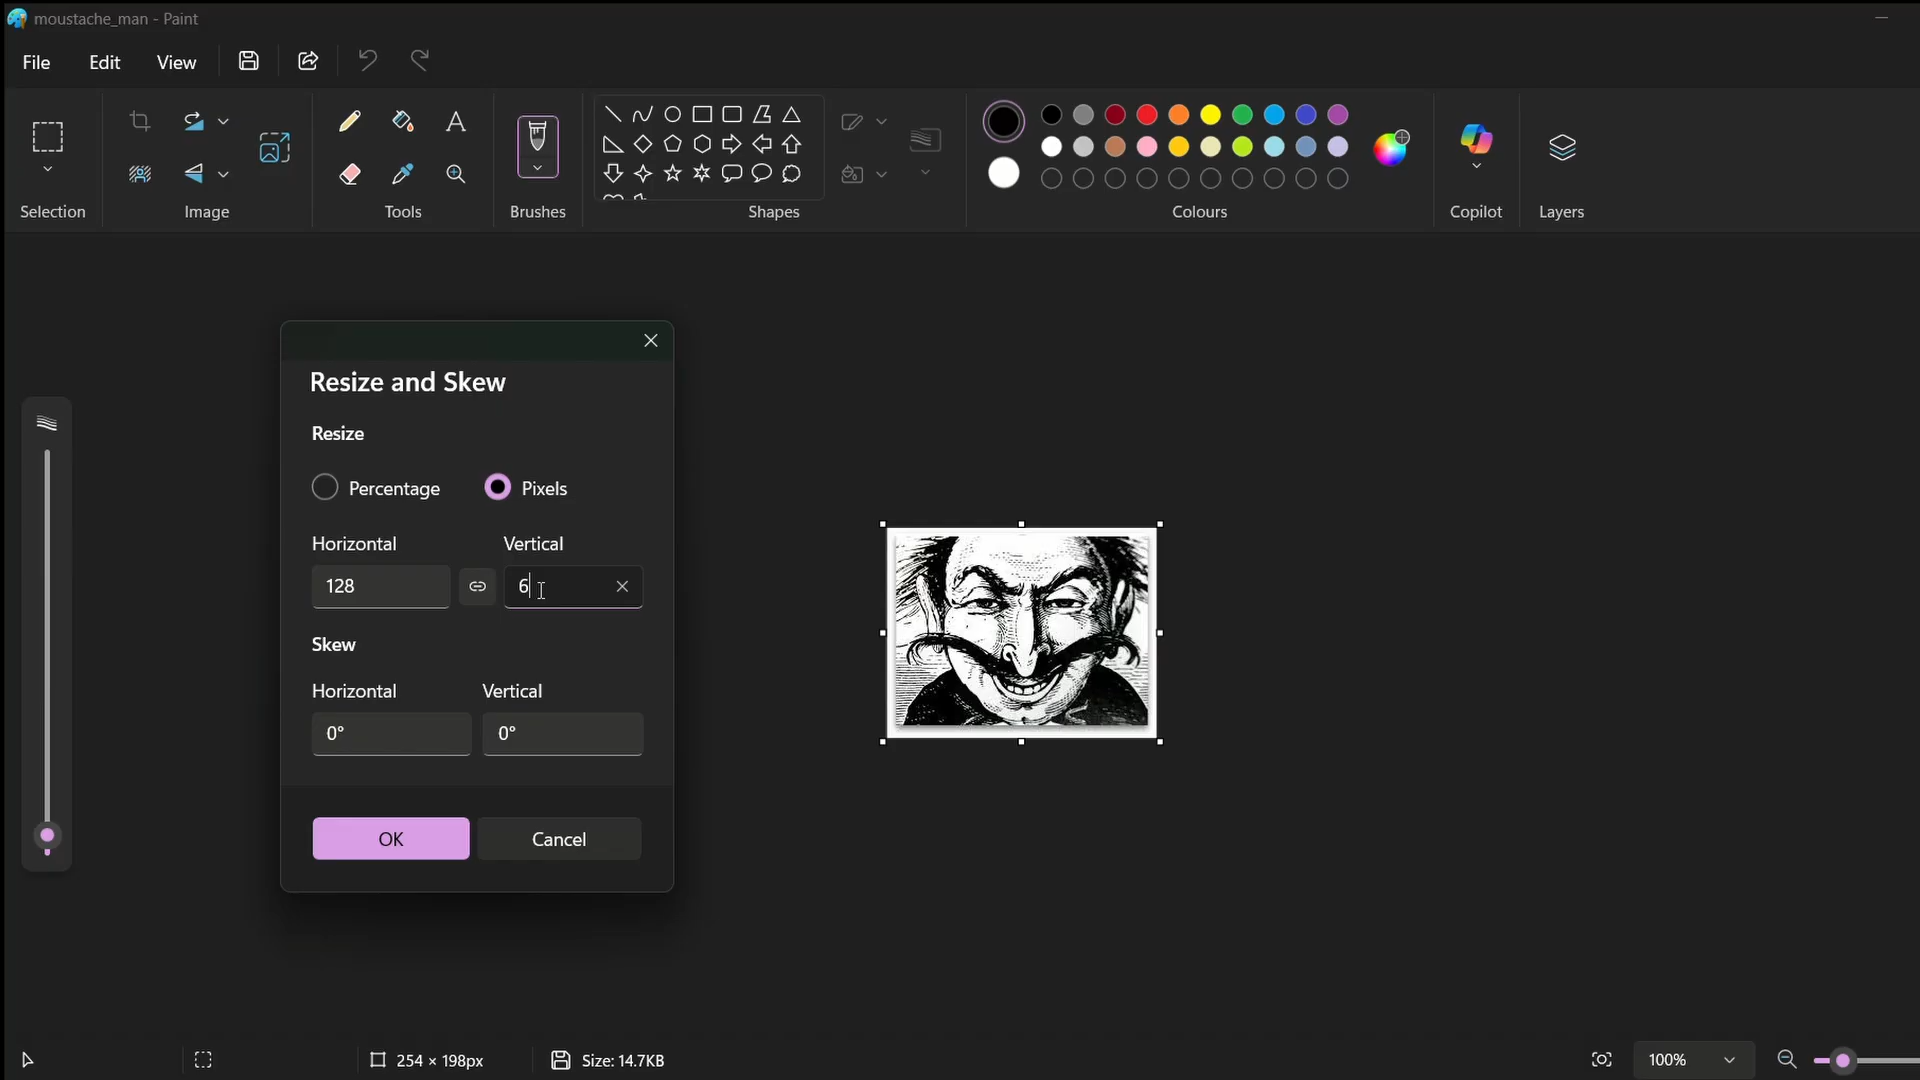 moustache_man - Paint
File Edit View
Selection Image Tools Brushes Shapes Colours Copilot Layers
Resize and Skew
Resize
Percentage Pixels
Horizontal Vertical
128 6
Skew
Horizontal Vertical
0° 0°
OK Cancel
254 × 198px Size: 14.7KB 100%